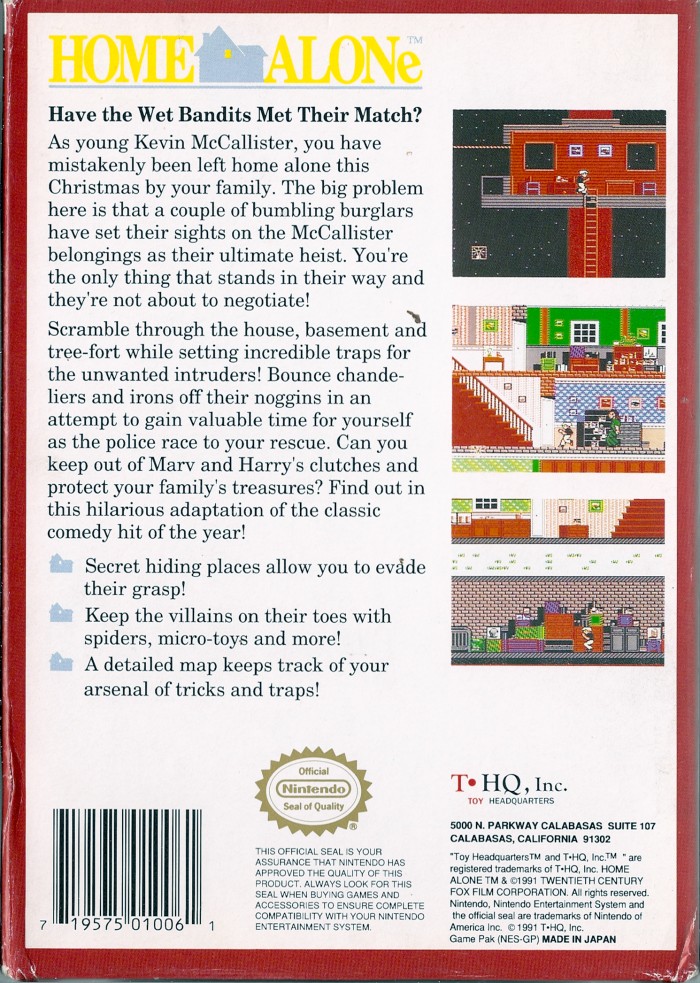 HOME ALONe™
Have the Wet Bandits Met Their Match?
As young Kevin McCallister, you have
mistakenly been left home alone this
Christmas by your family. The big problem
here is that a couple of bumbling burglars
have set their sights on the McCallister
belongings as their ultimate heist. You're
the only thing that stands in their way and
they're not about to negotiate!
Scramble through the house, basement and
tree-fort while setting incredible traps for
the unwanted intruders! Bounce chande-
liers and irons off their noggins in an
attempt to gain valuable time for yourself
as the police race to your rescue. Can you
keep out of Marv and Harry's clutches and
protect your family's treasures? Find out in
this hilarious adaptation of the classic
comedy hit of the year!
Secret hiding places allow you to evade
their grasp!
Keep the villains on their toes with
spiders, micro-toys and more!
A detailed map keeps track of your
arsenal of tricks and traps!
Official
Nintendo
Seal of Quality
®
THIS OFFICIAL SEAL IS YOUR
ASSURANCE THAT NINTENDO HAS
APPROVED THE QUALITY OF THIS
PRODUCT. ALWAYS LOOK FOR THIS
SEAL WHEN BUYING GAMES AND
ACCESSORIES TO ENSURE COMPLETE
COMPATIBILITY WITH YOUR NINTENDO
ENTERTAINMENT SYSTEM.
7 19575 01006 1
T•HQ, Inc.
TOY HEADQUARTERS
5000 N. PARKWAY CALABASAS SUITE 107
CALABASAS, CALIFORNIA 91302
"Toy Headquarters™ and T•HQ, Inc.™ " are
registered trademarks of T•HQ, Inc. HOME
ALONE TM & ©1991 TWENTIETH CENTURY
FOX FILM CORPORATION. All rights reserved.
Nintendo, Nintendo Entertainment System and
the official seal are trademarks of Nintendo of
America Inc. © 1991 T•HQ, Inc.
Game Pak (NES-GP) MADE IN JAPAN